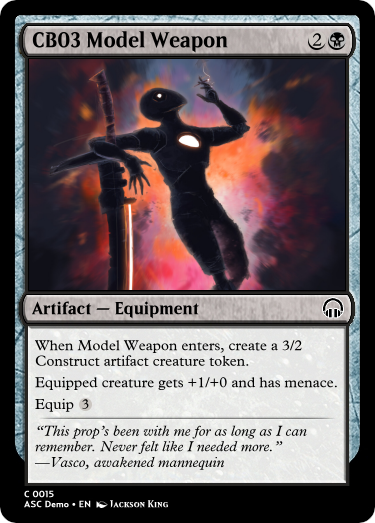 CB03 Model Weapon 2
Artifact — Equipment
When Model Weapon enters, create a 3/2
Construct artifact creature token.
Equipped creature gets +1/+0 and has menace.
Equip 3
“This prop’s been with me for as long as I can
remember. Never felt like I needed more.”
—Vasco, awakened mannequin
C 0015
ASC Demo • EN Jackson King